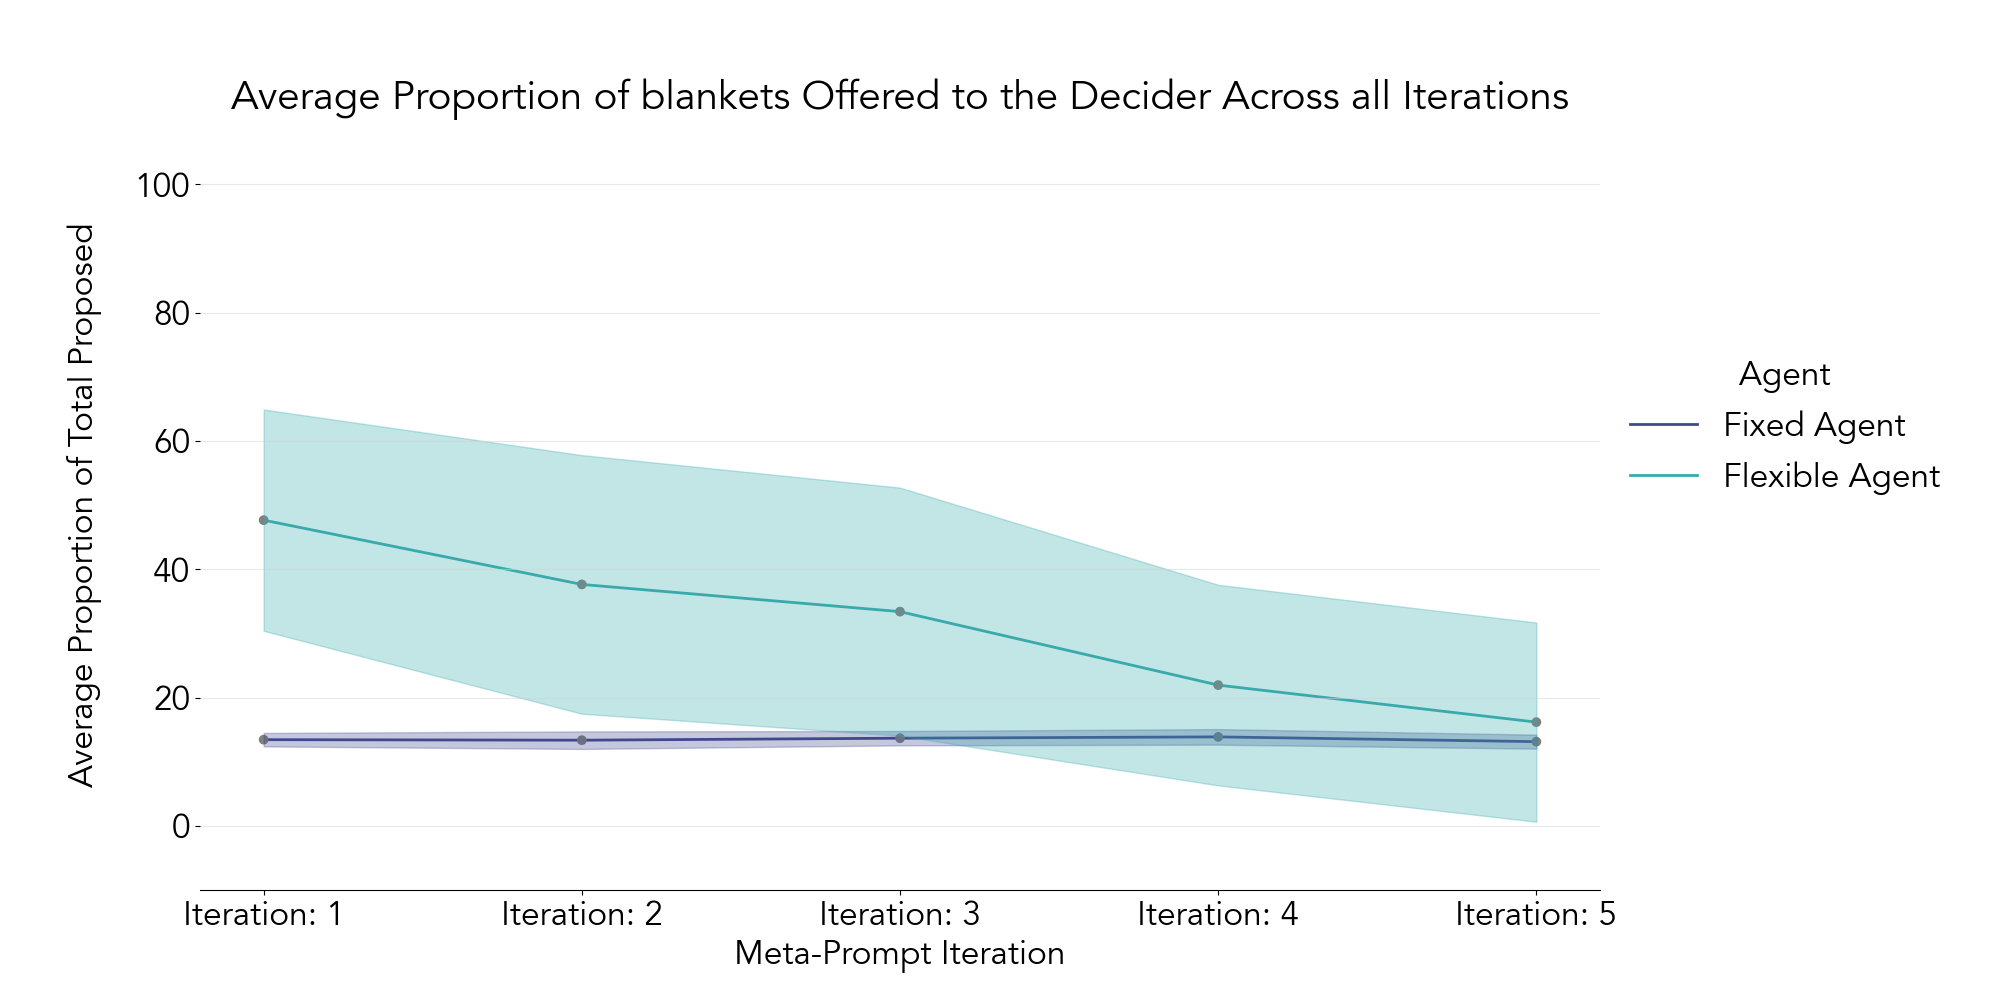 Average Proportion of blankets Offered to the Decider Across all Iterations
Average Proportion of Total Proposed
100
80
60
40
20
0
Iteration: 1
Iteration: 2
Iteration: 3
Iteration: 4
Iteration: 5
Meta-Prompt Iteration
Agent
Fixed Agent
Flexible Agent